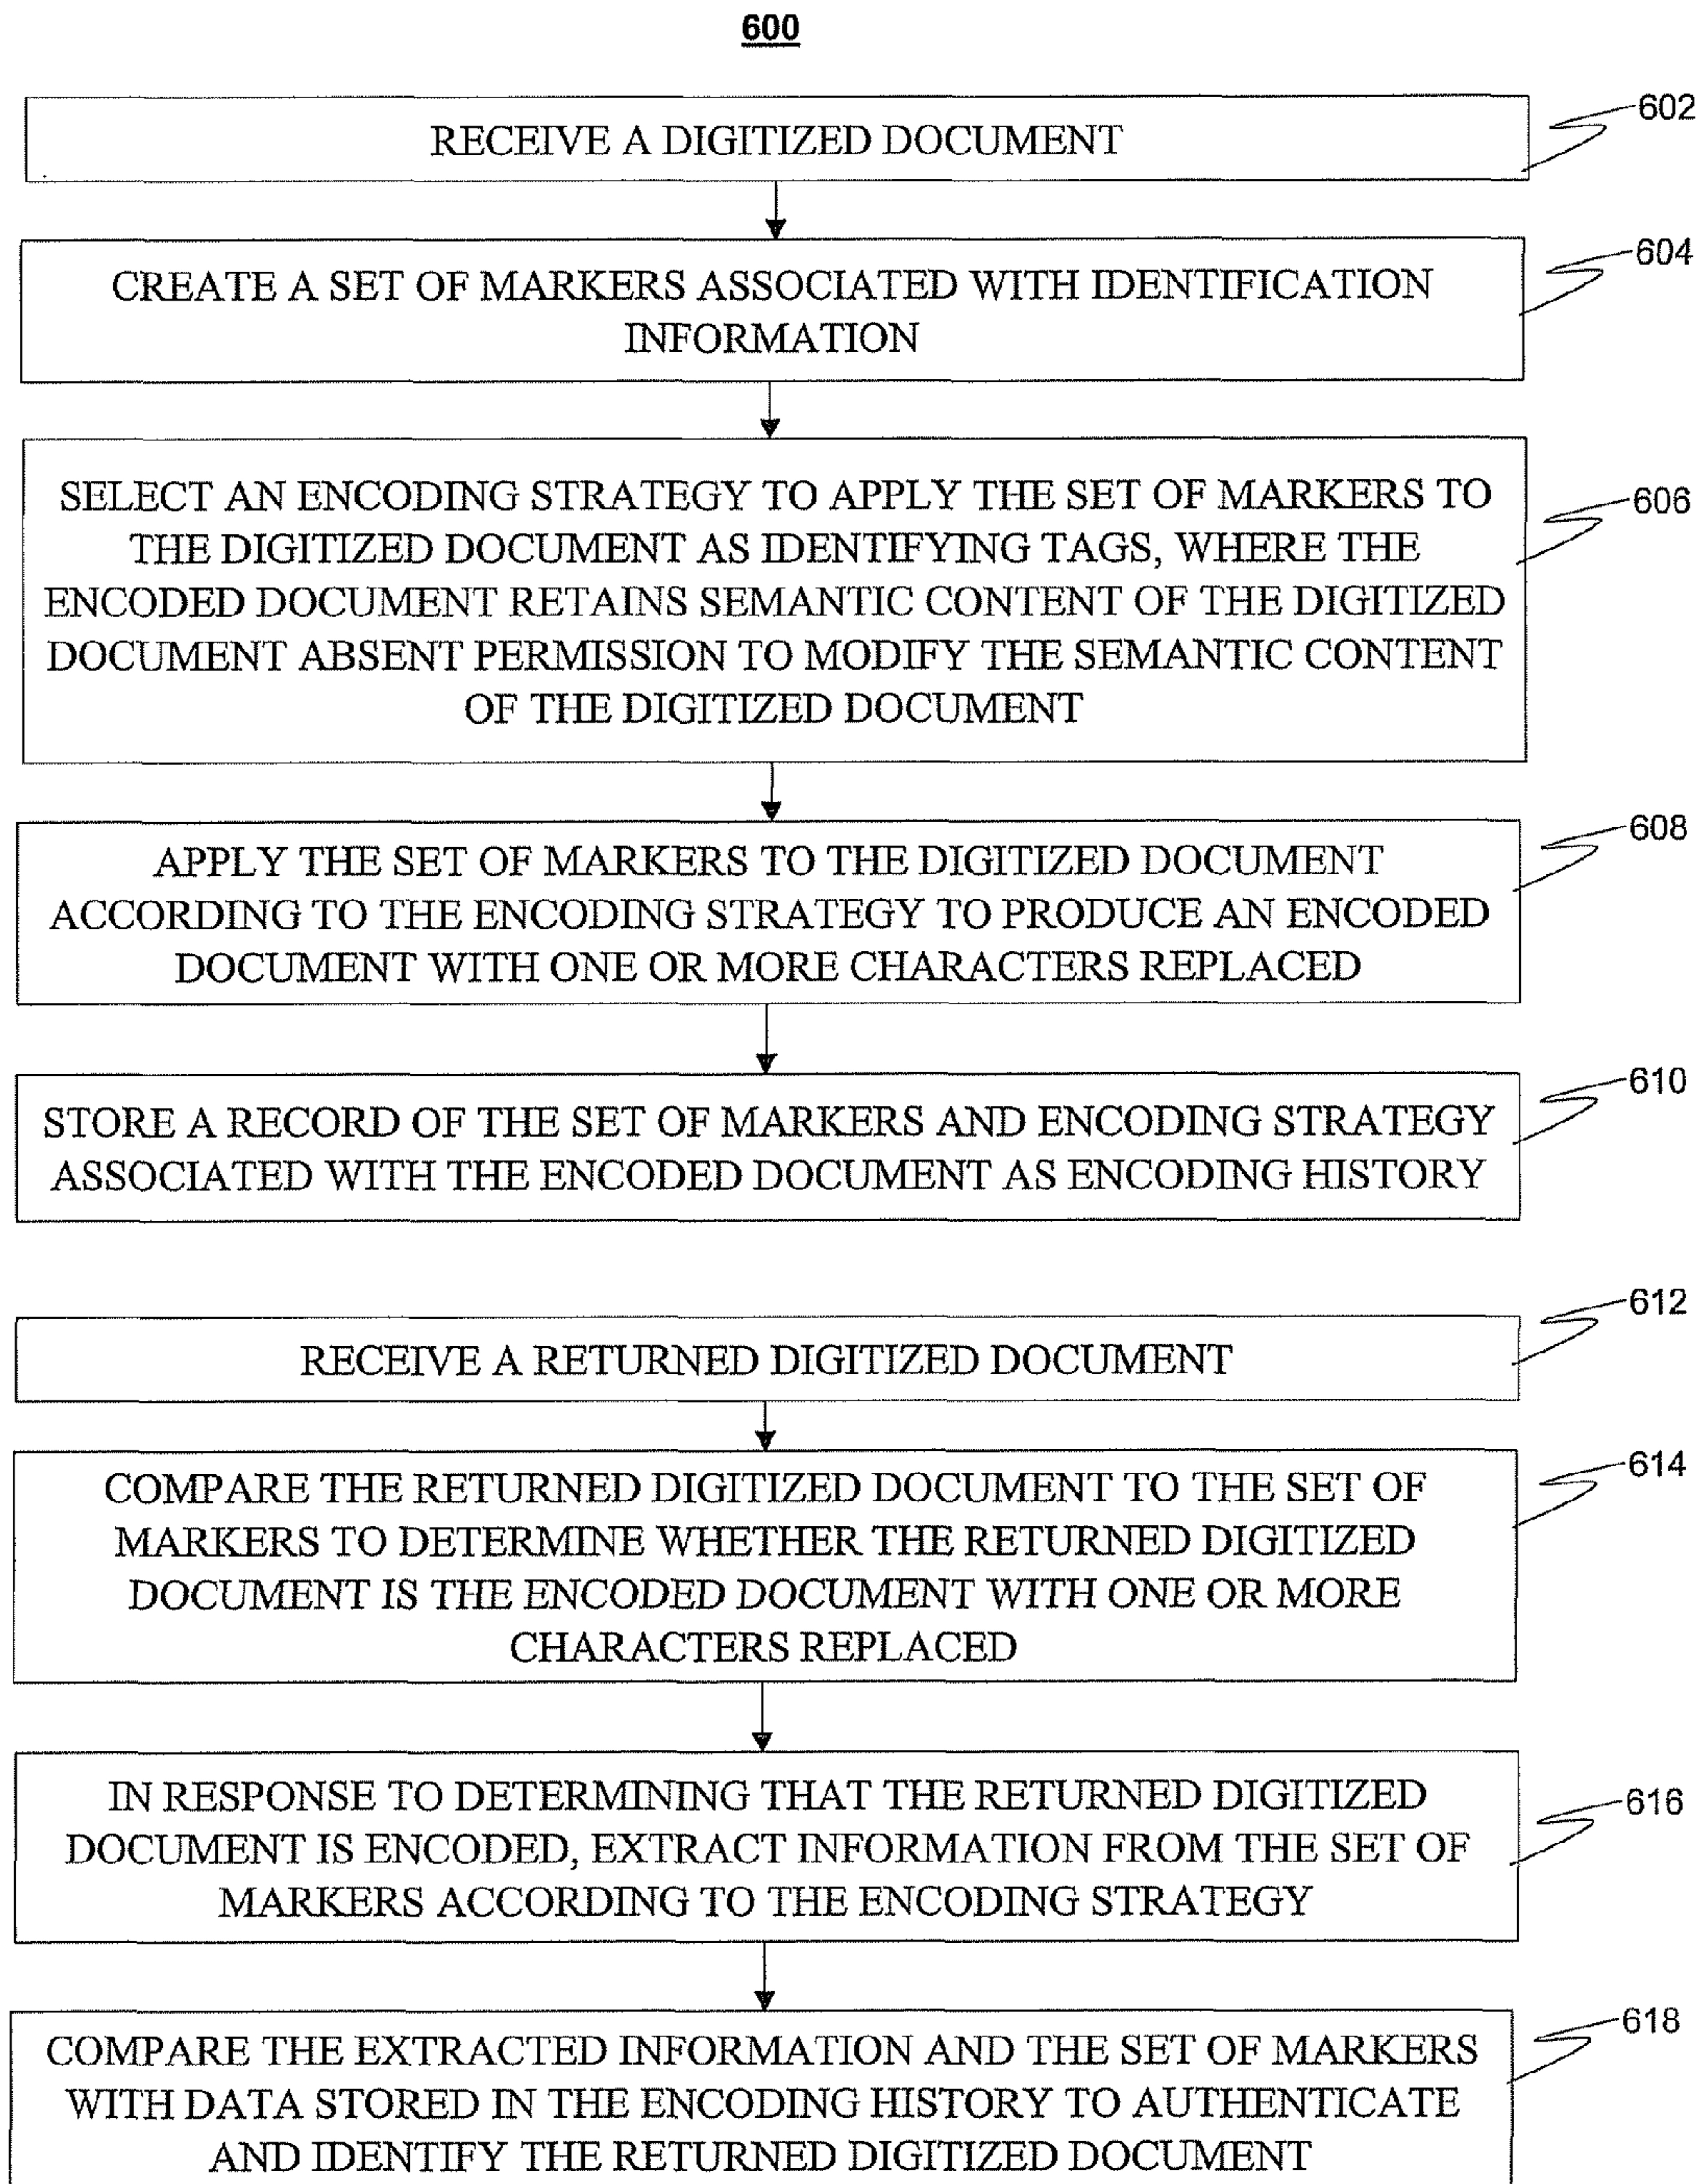 600
RECEIVE A DIGITIZED DOCUMENT
602
CREATE A SET OF MARKERS ASSOCIATED WITH IDENTIFICATION
INFORMATION
604
SELECT AN ENCODING STRATEGY TO APPLY THE SET OF MARKERS TO
THE DIGITIZED DOCUMENT AS IDENTIFYING TAGS, WHERE THE
ENCODED DOCUMENT RETAINS SEMANTIC CONTENT OF THE DIGITIZED
DOCUMENT ABSENT PERMISSION TO MODIFY THE SEMANTIC CONTENT
OF THE DIGITIZED DOCUMENT
606
APPLY THE SET OF MARKERS TO THE DIGITIZED DOCUMENT
ACCORDING TO THE ENCODING STRATEGY TO PRODUCE AN ENCODED
DOCUMENT WITH ONE OR MORE CHARACTERS REPLACED
608
STORE A RECORD OF THE SET OF MARKERS AND ENCODING STRATEGY
ASSOCIATED WITH THE ENCODED DOCUMENT AS ENCODING HISTORY
610
RECEIVE A RETURNED DIGITIZED DOCUMENT
612
COMPARE THE RETURNED DIGITIZED DOCUMENT TO THE SET OF
MARKERS TO DETERMINE WHETHER THE RETURNED DIGITIZED
DOCUMENT IS THE ENCODED DOCUMENT WITH ONE OR MORE
CHARACTERS REPLACED
614
IN RESPONSE TO DETERMINING THAT THE RETURNED DIGITIZED
DOCUMENT IS ENCODED, EXTRACT INFORMATION FROM THE SET OF
MARKERS ACCORDING TO THE ENCODING STRATEGY
616
COMPARE THE EXTRACTED INFORMATION AND THE SET OF MARKERS
WITH DATA STORED IN THE ENCODING HISTORY TO AUTHENTICATE
AND IDENTIFY THE RETURNED DIGITIZED DOCUMENT
618